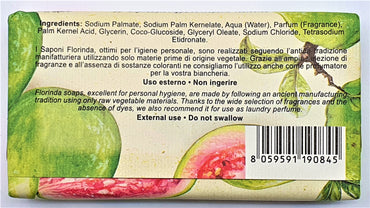 Ingredients: Sodium Palmate, Sodium Palm Kernelate, Aqua (Water), Parfum (Fragrance),
Palm Kernel Acid, Glycerin, Coco-Glucoside, Glyceryl Oleate, Sodium Chloride, Tetrasodium
Etidronate.
I Saponi Florinda, ottimi per l'igiene personale, sono realizzati seguendo l'antica tradizione
manifatturiera utilizzando solo materie prime di origine vegetale. Grazie all'ampia selezione di
fragranze e all'assenza di sostanze coloranti ne consigliamo l'utilizzo anche come profumatore
per la vostra biancheria.
Uso esterno • Non ingerire
Florinda soaps, excellent for personal hygiene, are made by following an ancient manufacturing
tradition using only raw vegetable materials. Thanks to the wide selection of fragrances and the
absence of dyes, we also recommend it for use as laundry perfume.
External use • Do not swallow
8 059591 190845